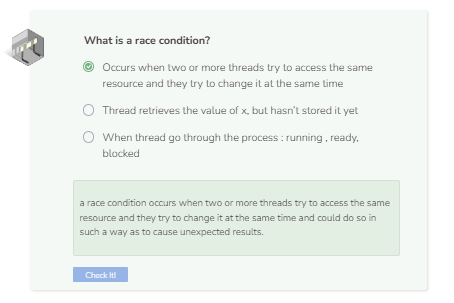 What is a race condition?
Occurs when two or more threads try to access the same
resource and they try to change it at the same time
Thread retrieves the value of x, but hasn't stored it yet
When thread go through the process : running , ready,
blocked
a race condition occurs when two or more threads try to access the same
resource and they try to change it at the same time and could do so in
such a way as to cause unexpected results.
Check It!